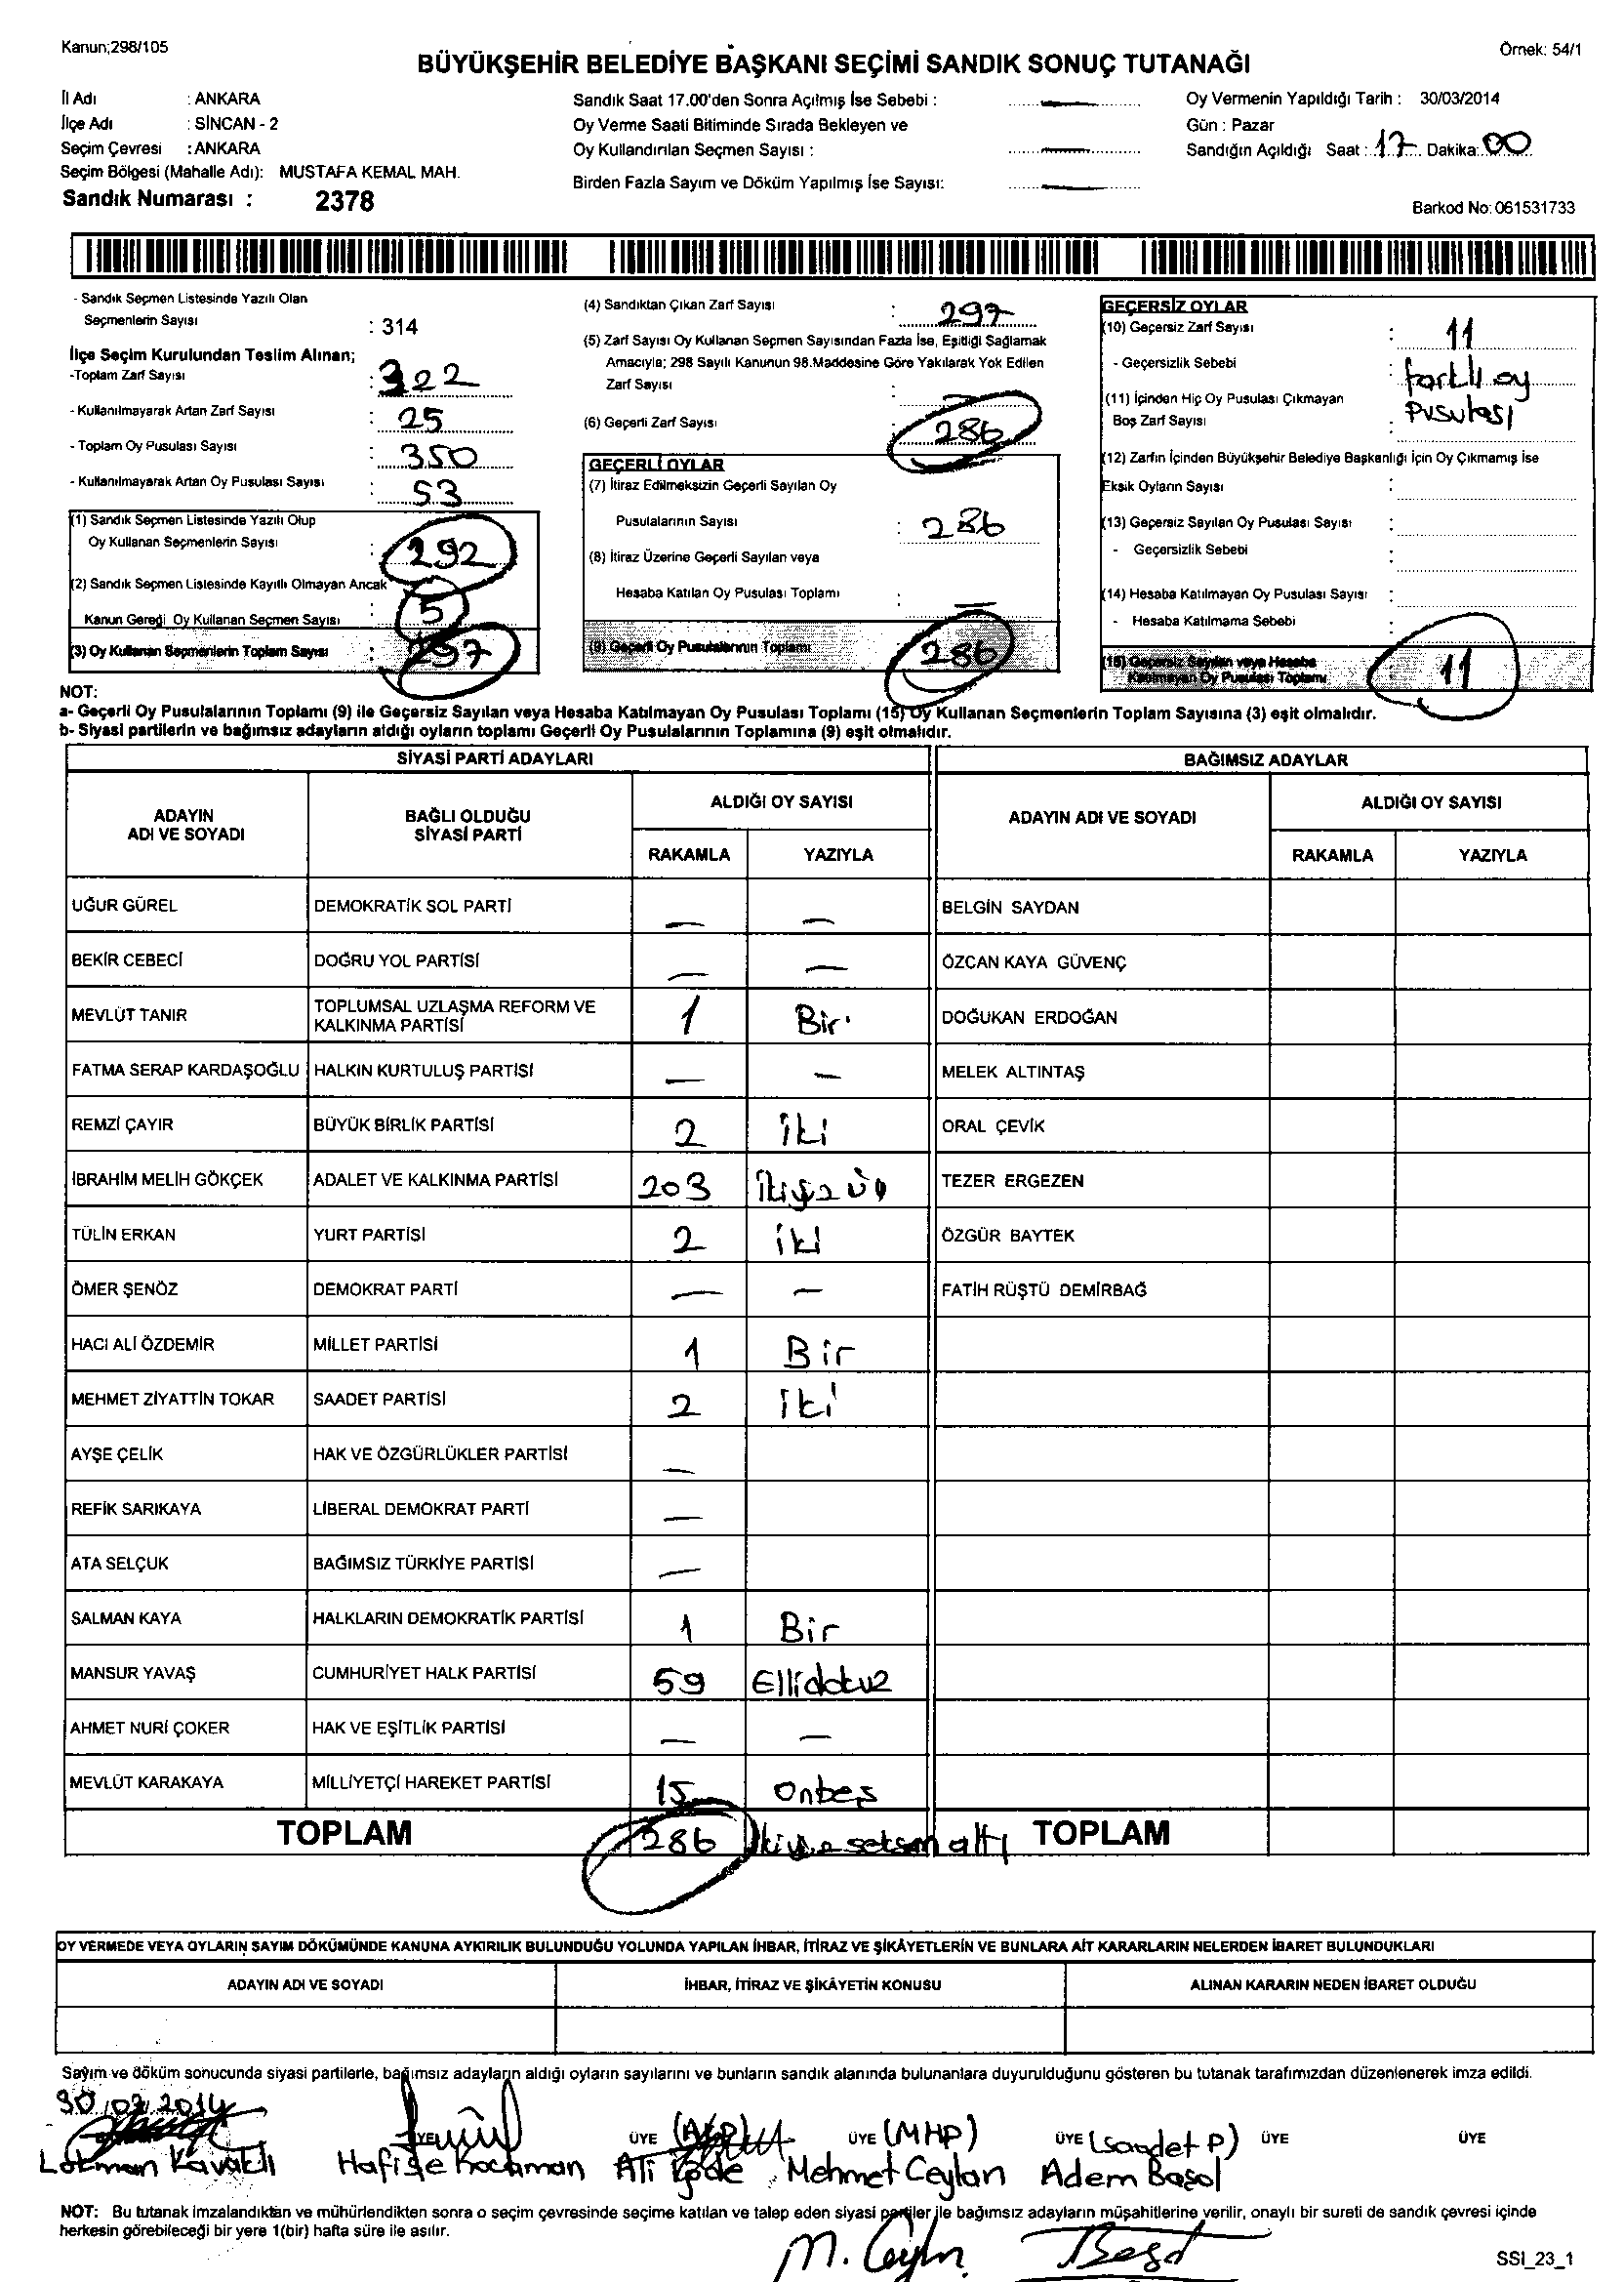 Kanun;298/105
Örnek: 54/1
BÜYÜKŞEHİR BELEDİYE BAŞKANI SEÇİMİ SANDIK SONUÇ TUTANAĞI
İl Adı : ANKARA
İlçe Adı : SİNCAN - 2
Seçim Çevresi : ANKARA
Seçim Bölgesi (Mahalle Adı): MUSTAFA KEMAL MAH.
Sandık Numarası : 2378
Sandık Saat 17.00'den Sonra Açılmış İse Sebebi :
Oy Verme Saati Bitiminde Sırada Bekleyen ve
Oy Kullandırılan Seçmen Sayısı :
Birden Fazla Sayım ve Döküm Yapılmış İse Sayısı:
Oy Vermenin Yapıldığı Tarih : 30/03/2014
Gün : Pazar
Sandığın Açıldığı Saat : 17 Dakika: 00
Barkod No: 061531733
- Sandık Seçmen Listesinde Yazılı Olan
Seçmenlerin Sayısı : 314
İlçe Seçim Kurulundan Teslim Alınan;
-Toplam Zarf Sayısı : 322
- Kullanılmayarak Artan Zarf Sayısı : 25
- Toplam Oy Pusulası Sayısı : 350
- Kullanılmayarak Artan Oy Pusulası Sayısı : 53
(1) Sandık Seçmen Listesinde Yazılı Olup
Oy Kullanan Seçmenlerin Sayısı : 292
(2) Sandık Seçmen Listesinde Kayıtlı Olmayan Ancak
Kanun Gereği Oy Kullanan Seçmen Sayısı : 5
(3) Oy Kullanan Seçmenlerin Toplam Sayısı : 297
(4) Sandıktan Çıkan Zarf Sayısı : 297
(5) Zarf Sayısı Oy Kullanan Seçmen Sayısından Fazla İse, Eşitliği Sağlamak
Amacıyla; 298 Sayılı Kanunun 98.Maddesine Göre Yakılarak Yok Edilen
Zarf Sayısı : —
(6) Geçerli Zarf Sayısı : 286
GEÇERLİ OYLAR
(7) İtiraz Edilmeksizin Geçerli Sayılan Oy
Pusulalarının Sayısı : 286
(8) İtiraz Üzerine Geçerli Sayılan veya
Hesaba Katılan Oy Pusulası Toplamı : —
(9) Geçerli Oy Pusulalarının Toplamı : 286
GEÇERSİZ OYLAR
(10) Geçersiz Zarf Sayısı : 11
- Geçersizlik Sebebi : farklı oy
pusulası
(11) İçinden Hiç Oy Pusulası Çıkmayan
Boş Zarf Sayısı :
(12) Zarfın İçinden Büyükşehir Belediye Başkanlığı İçin Oy Çıkmamış İse
Eksik Oyların Sayısı :
(13) Geçersiz Sayılan Oy Pusulası Sayısı :
- Geçersizlik Sebebi :
(14) Hesaba Katılmayan Oy Pusulası Sayısı :
- Hesaba Katılmama Sebebi :
(15) Geçersiz Sayılan veya Hesaba
Katılmayan Oy Pusulası Toplamı : 11
NOT:
a- Geçerli Oy Pusulalarının Toplamı (9) ile Geçersiz Sayılan veya Hesaba Katılmayan Oy Pusulası Toplamı (15) Oy Kullanan Seçmenlerin Toplam Sayısına (3) eşit olmalıdır.
b- Siyasi partilerin ve bağımsız adayların aldığı oyların toplamı Geçerli Oy Pusulalarının Toplamına (9) eşit olmalıdır.
SİYASİ PARTİ ADAYLARI
ADAYIN ADI VE SOYADI BAĞLI OLDUĞU SİYASİ PARTİ ALDIĞI OY SAYISI
RAKAMLA YAZIYLA
UĞUR GÜREL DEMOKRATİK SOL PARTİ — —
BEKİR CEBECİ DOĞRU YOL PARTİSİ — —
MEVLÜT TANIR TOPLUMSAL UZLAŞMA REFORM VE KALKINMA PARTİSİ 1 Bir
FATMA SERAP KARDAŞOĞLU HALKIN KURTULUŞ PARTİSİ — —
REMZİ ÇAYIR BÜYÜK BİRLİK PARTİSİ 2 iki
İBRAHİM MELİH GÖKÇEK ADALET VE KALKINMA PARTİSİ 203 ikiyüz üç
TÜLİN ERKAN YURT PARTİSİ 2 iki
ÖMER ŞENÖZ DEMOKRAT PARTİ — —
HACI ALİ ÖZDEMİR MİLLET PARTİSİ 1 Bir
MEHMET ZİYATTİN TOKAR SAADET PARTİSİ 2 iki
AYŞE ÇELİK HAK VE ÖZGÜRLÜKLER PARTİSİ —
REFİK SARIKAYA LİBERAL DEMOKRAT PARTİ —
ATA SELÇUK BAĞIMSIZ TÜRKİYE PARTİSİ —
SALMAN KAYA HALKLARIN DEMOKRATİK PARTİSİ 1 Bir
MANSUR YAVAŞ CUMHURİYET HALK PARTİSİ 59 Ellidokuz
AHMET NURİ ÇOKER HAK VE EŞİTLİK PARTİSİ — —
MEVLÜT KARAKAYA MİLLİYETÇİ HAREKET PARTİSİ 15 Onbeş
TOPLAM 286 seksen altı
BAĞIMSIZ ADAYLAR
ADAYIN ADI VE SOYADI ALDIĞI OY SAYISI
RAKAMLA YAZIYLA
BELGİN SAYDAN
ÖZCAN KAYA GÜVENÇ
DOĞUKAN ERDOĞAN
MELEK ALTINTAŞ
ORAL ÇEVİK
TEZER ERGEZEN
ÖZGÜR BAYTEK
FATİH RÜŞTÜ DEMİRBAĞ
TOPLAM
OY VERMEDE VEYA OYLARIN SAYIM DÖKÜMÜNDE KANUNA AYKIRILIK BULUNDUĞU YOLUNDA YAPILAN İHBAR, İTİRAZ VE ŞİKÂYETLERİN VE BUNLARA AİT KARARLARIN NELERDEN İBARET BULUNDUKLARI
ADAYIN ADI VE SOYADI İHBAR, İTİRAZ VE ŞİKÂYETİN KONUSU ALINAN KARARIN NEDEN İBARET OLDUĞU
Sayım ve döküm sonucunda siyasi partilerle, bağımsız adayların aldığı oyların sayılarını ve bunların sandık alanında bulunanlara duyurulduğunu gösteren bu tutanak tarafımızdan düzenlenerek imza edildi.
30.03.2014
ÜYE ÜYE (AKP) ÜYE (MHP) ÜYE (Saadet P) ÜYE ÜYE
Lokman Kavaklı Hafise Kocaman Ali Mehmet Ceylan Adem Başol
NOT: Bu tutanak imzalandıktan ve mühürlendikten sonra o seçim çevresinde seçime katılan ve talep eden siyasi partiler ile bağımsız adayların müşahitlerine verilir, onaylı bir sureti de sandık çevresi içinde
herkesin görebileceği bir yere 1(bir) hafta süre ile asılır.
M. Ceylan
SSI_23_1